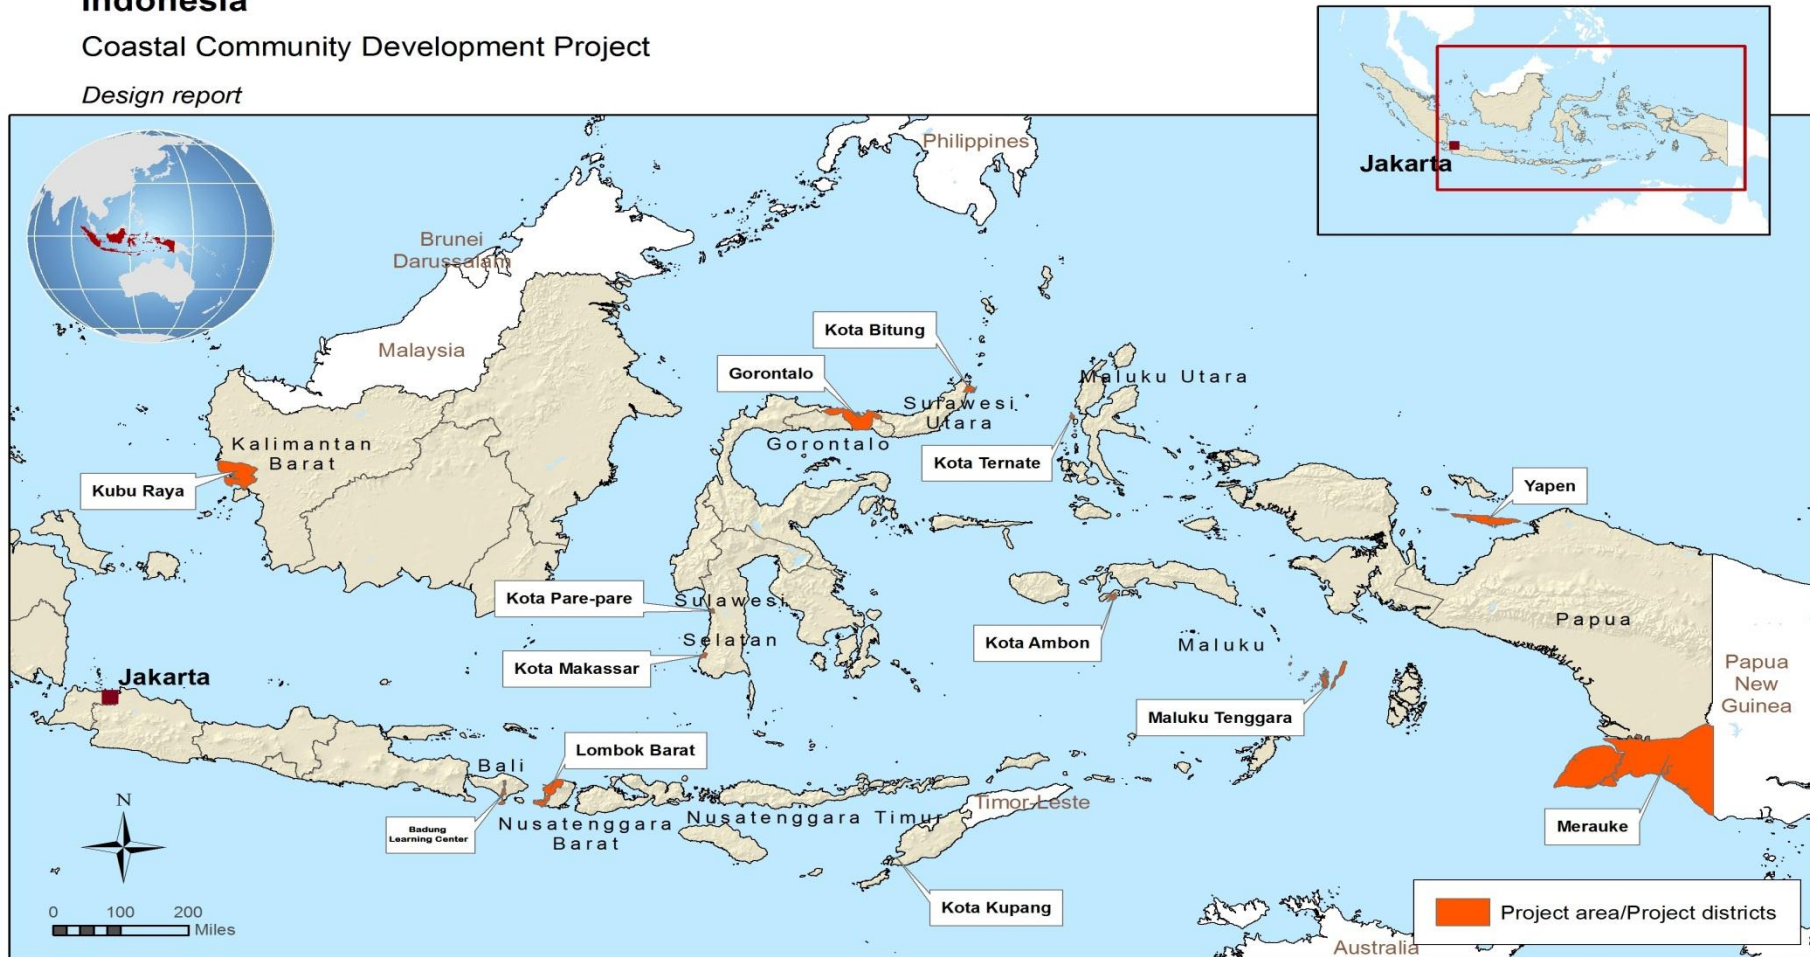 Indonesia
Coastal Community Development Project
Design report
Jakarta
Philippines
Brunei
Darussalam
Malaysia
Kota Bitung
Gorontalo
Maluku Utara
Sulawesi
Utara
Gorontalo
Kalimantan
Barat
Kota Ternate
Kubu Raya
Yapen
Kota Pare-pare
Sulawesi
Selatan
Kota Makassar
Kota Ambon
Maluku
Papua
Jakarta
Papua
New
Guinea
Maluku Tenggara
Lombok Barat
Bali
Timor-Leste
Nusatenggara Timur
Nusatenggara
Barat
Badung
Learning Center
Merauke
N
Kota Kupang
0 100 200
Miles
Project area/Project districts
Australia